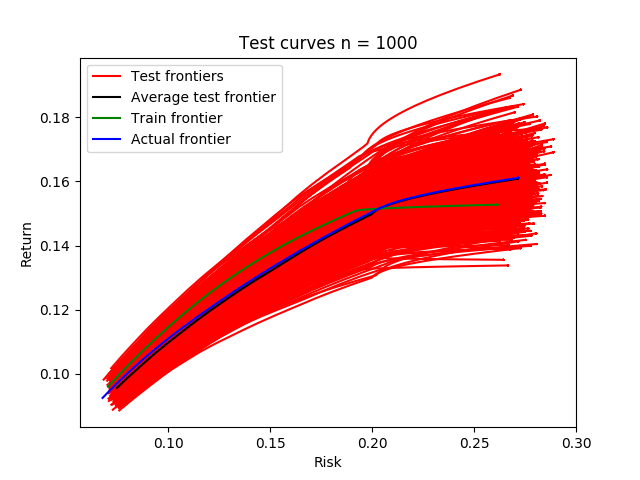 Test curves n = 1000
Test frontiers
Average test frontier
Train frontier
Actual frontier
Return
0.18
0.16
0.14
0.12
0.10
0.10 0.15 0.20 0.25 0.30
Risk